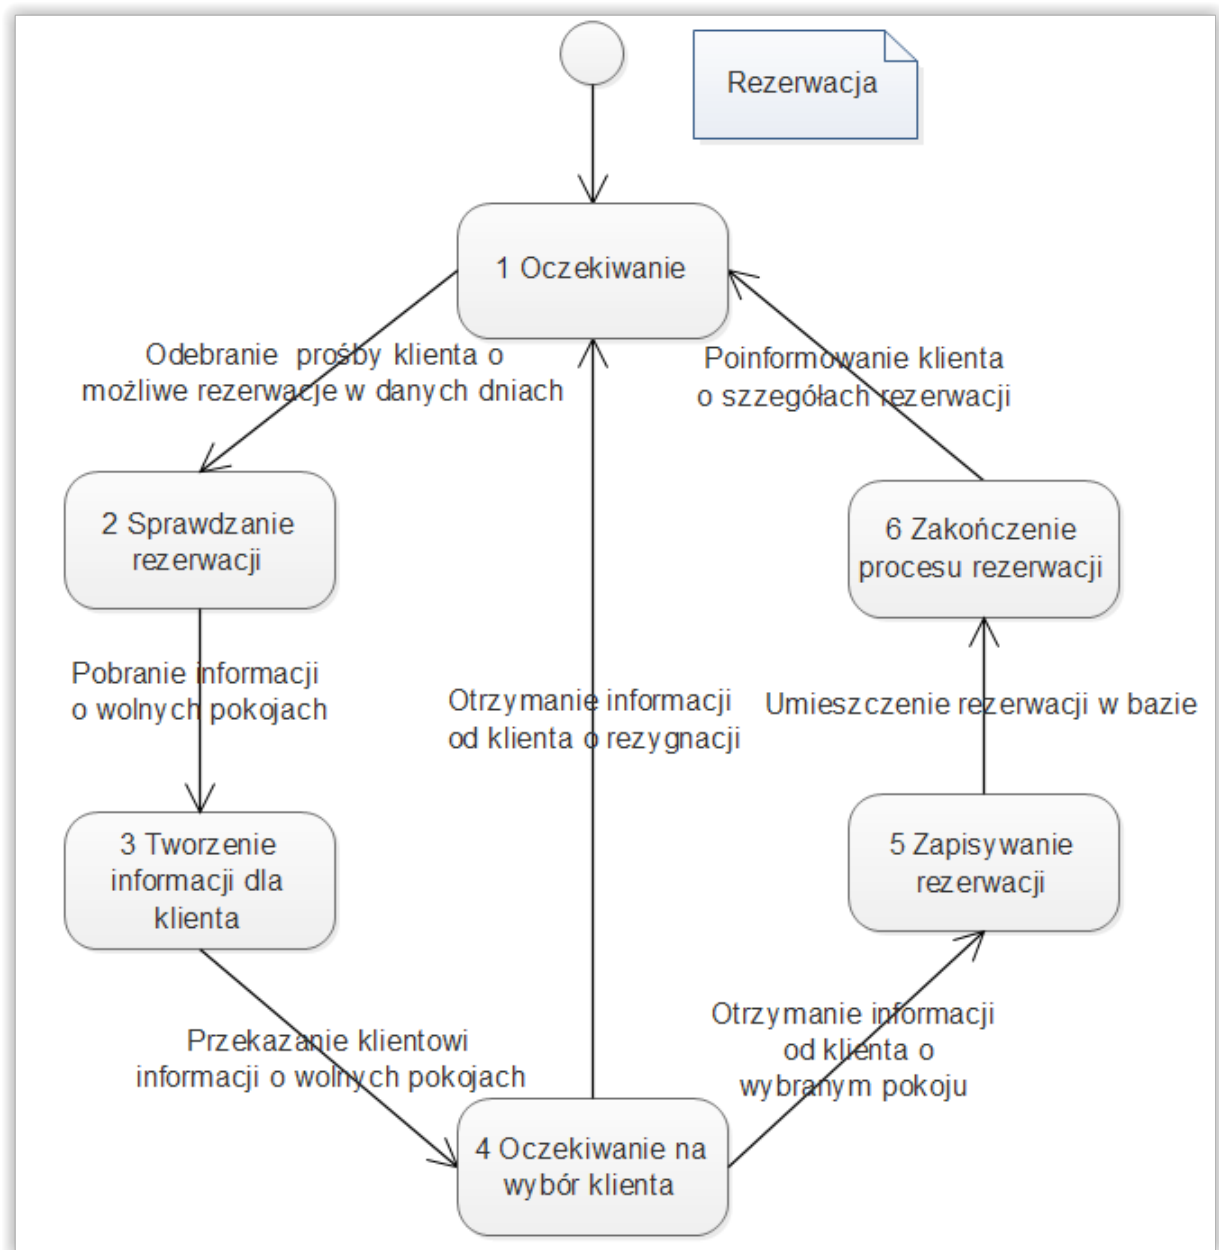 Rezerwacja
1 Oczekiwanie
Odebranie prośby klienta o
możliwe rezerwacje w danych dniach
Poinformowanie klienta
o szzegółach rezerwacji
2 Sprawdzanie
rezerwacji
6 Zakończenie
procesu rezerwacji
Pobranie informacji
o wolnych pokojach
Otrzymanie informacji
od klienta o rezygnacji
Umieszczenie rezerwacji w bazie
3 Tworzenie
informacji dla
klienta
5 Zapisywanie
rezerwacji
Przekazanie klientowi
informacji o wolnych pokojach
Otrzymanie informacji
od klienta o
wybranym pokoju
4 Oczekiwanie na
wybór klienta